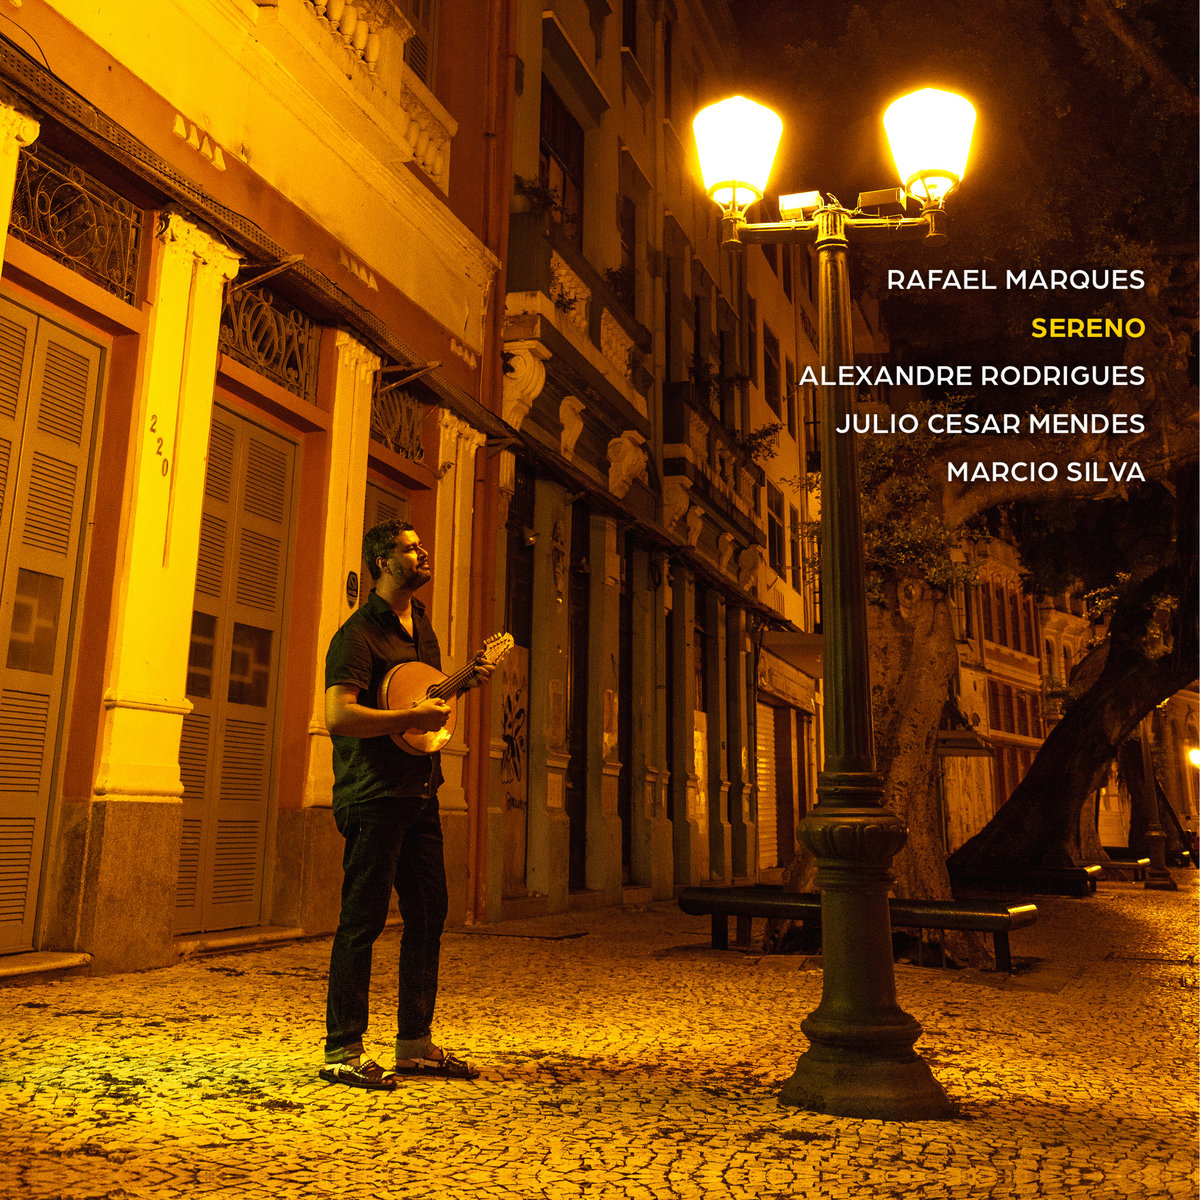 RAFAEL MARQUES
SERENO
ALEXANDRE RODRIGUES
JULIO CESAR MENDES
MARCIO SILVA
220